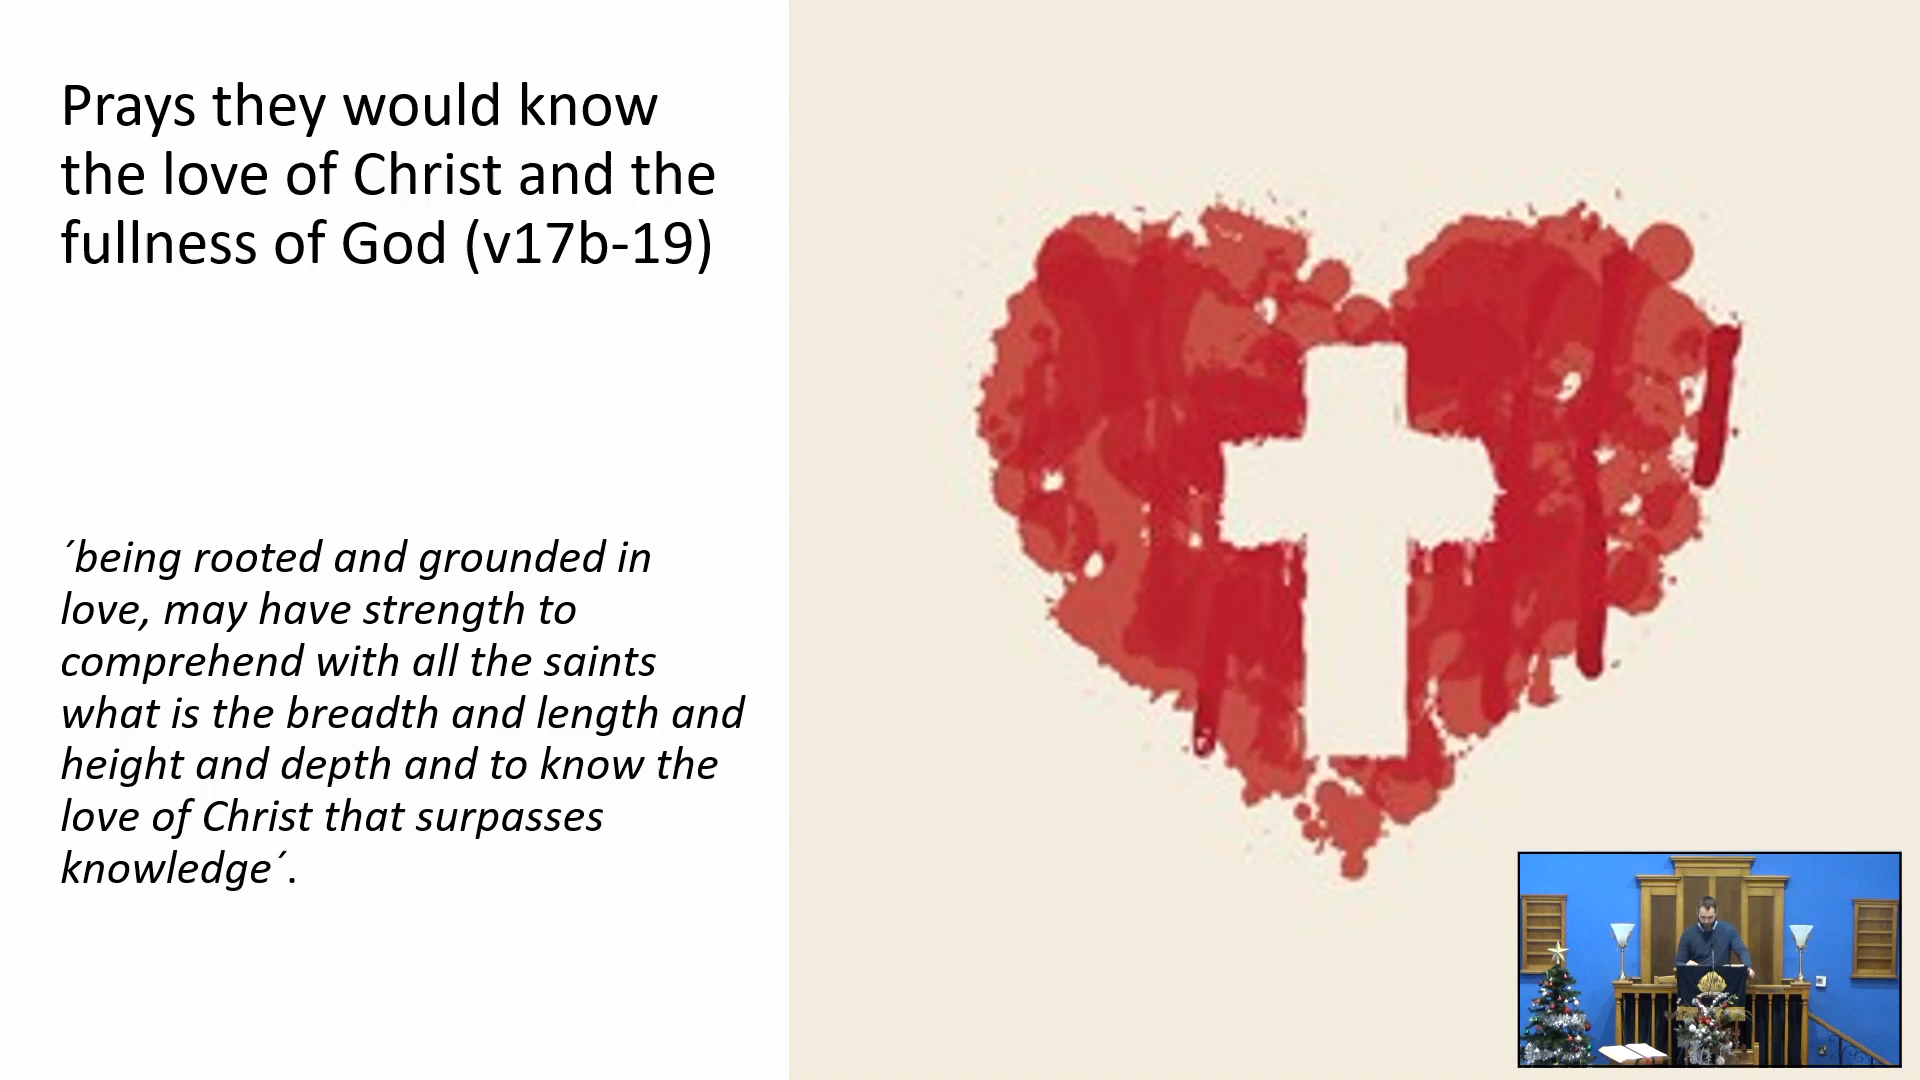 Prays they would know
the love of Christ and the
fullness of God (v17b-19)
´being rooted and grounded in
love, may have strength to
comprehend with all the saints
what is the breadth and length and
height and depth and to know the
love of Christ that surpasses
knowledge´.